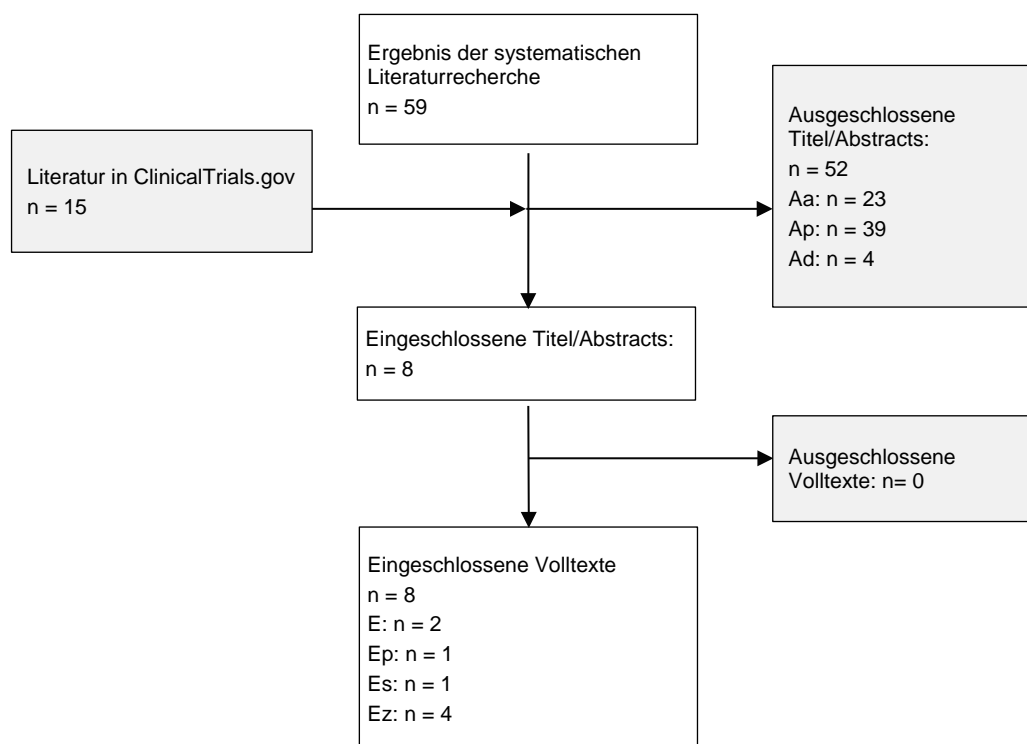 Ergebnis der systematischen
Literaturrecherche
n = 59
Literatur in ClinicalTrials.gov
n = 15
Ausgeschlossene
Titel/Abstracts:
n = 52
Aa: n = 23
Ap: n = 39
Ad: n = 4
Eingeschlossene Titel/Abstracts:
n = 8
Ausgeschlossene
Volltexte: n= 0
Eingeschlossene Volltexte
n = 8
E: n = 2
Ep: n = 1
Es: n = 1
Ez: n = 4